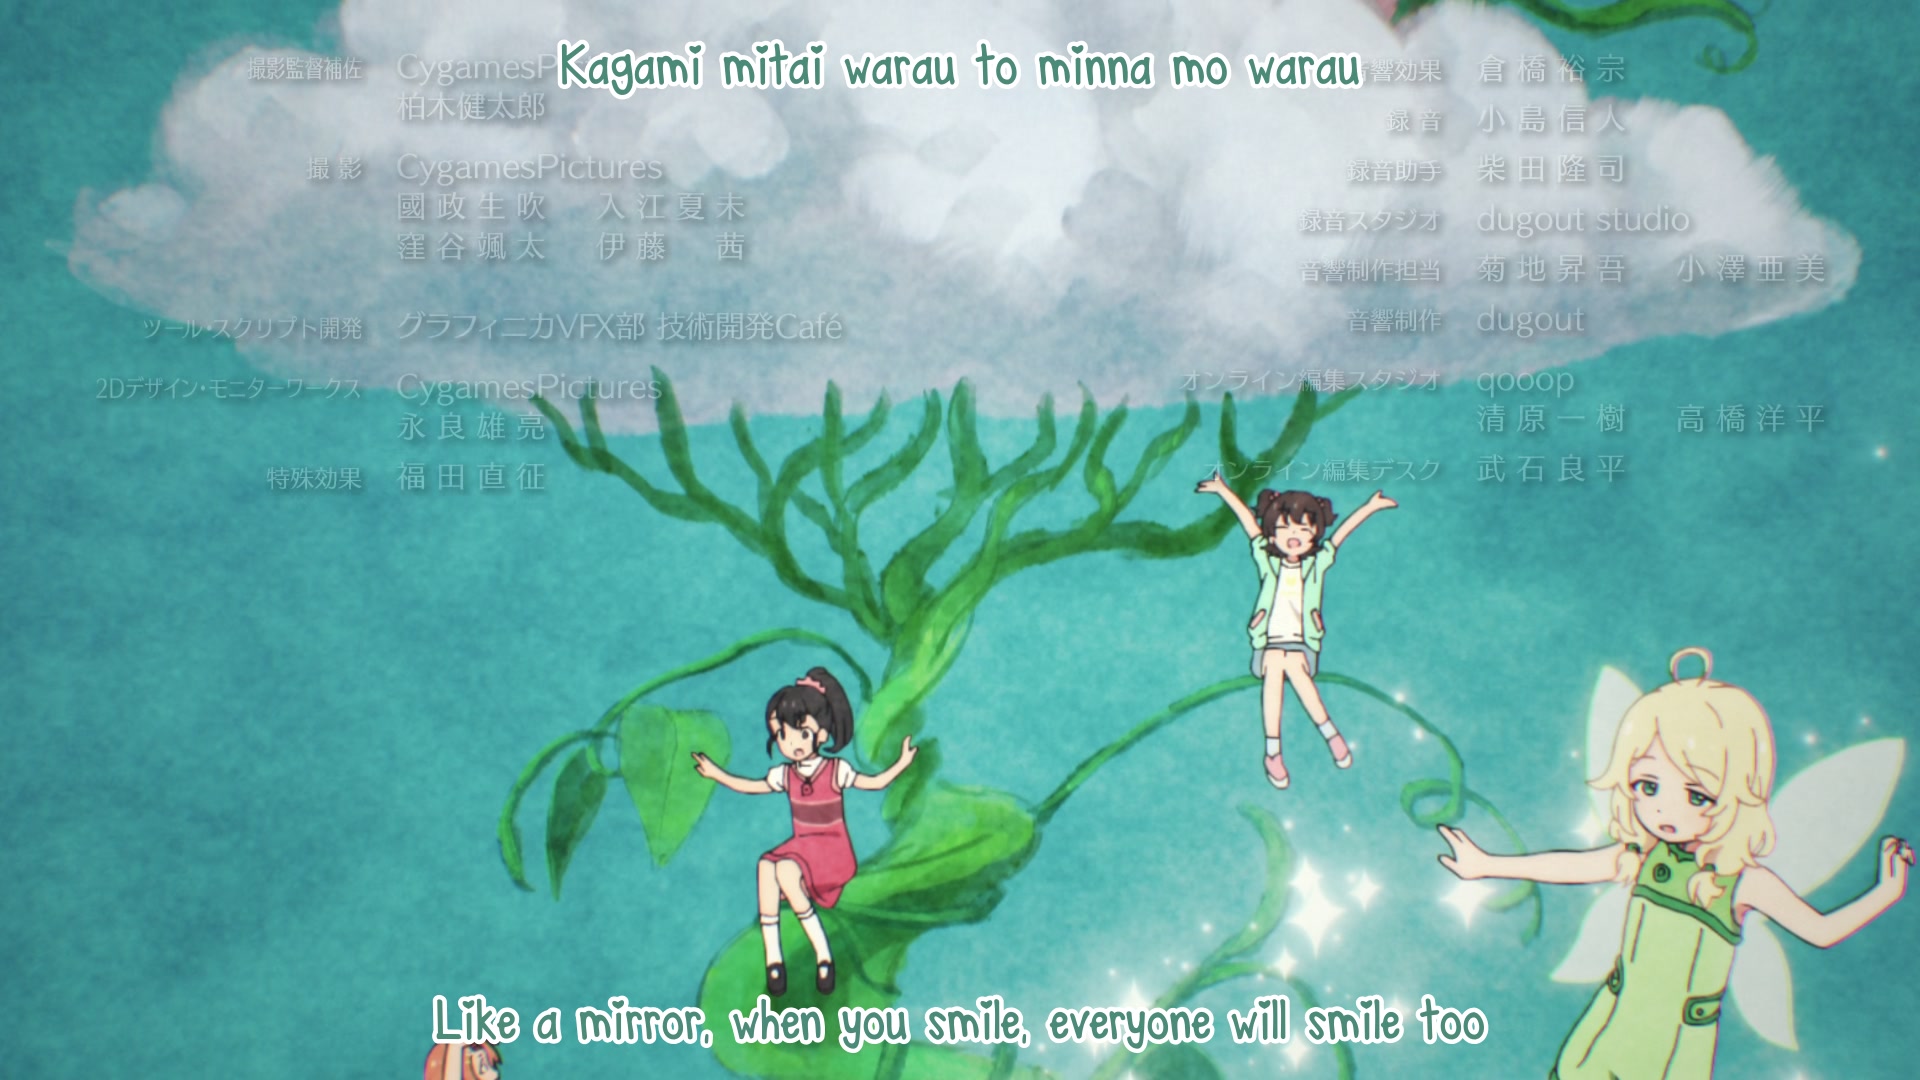 Kagami mitai warau to minna mo warau
撮影監督補佐 CygamesP
柏木健太郎
撮影 CygamesPictures
國政生吹 入江夏未
窪谷颯太 伊藤 茜
ツール・スクリプト開発 グラフィニカVFX部 技術開発Café
2Dデザイン・モニターワークス CygamesPictures
永良雄亮
特殊効果 福田直征
音響効果 倉橋裕宗
録音 小島信人
録音助手 柴田隆司
録音スタジオ dugout studio
音響制作担当 菊地昇吾 小澤亜美
音響制作 dugout
オンライン編集スタジオ qooop
清原一樹 高橋洋平
オンライン編集デスク 武石良平
Like a mirror, when you smile, everyone will smile too